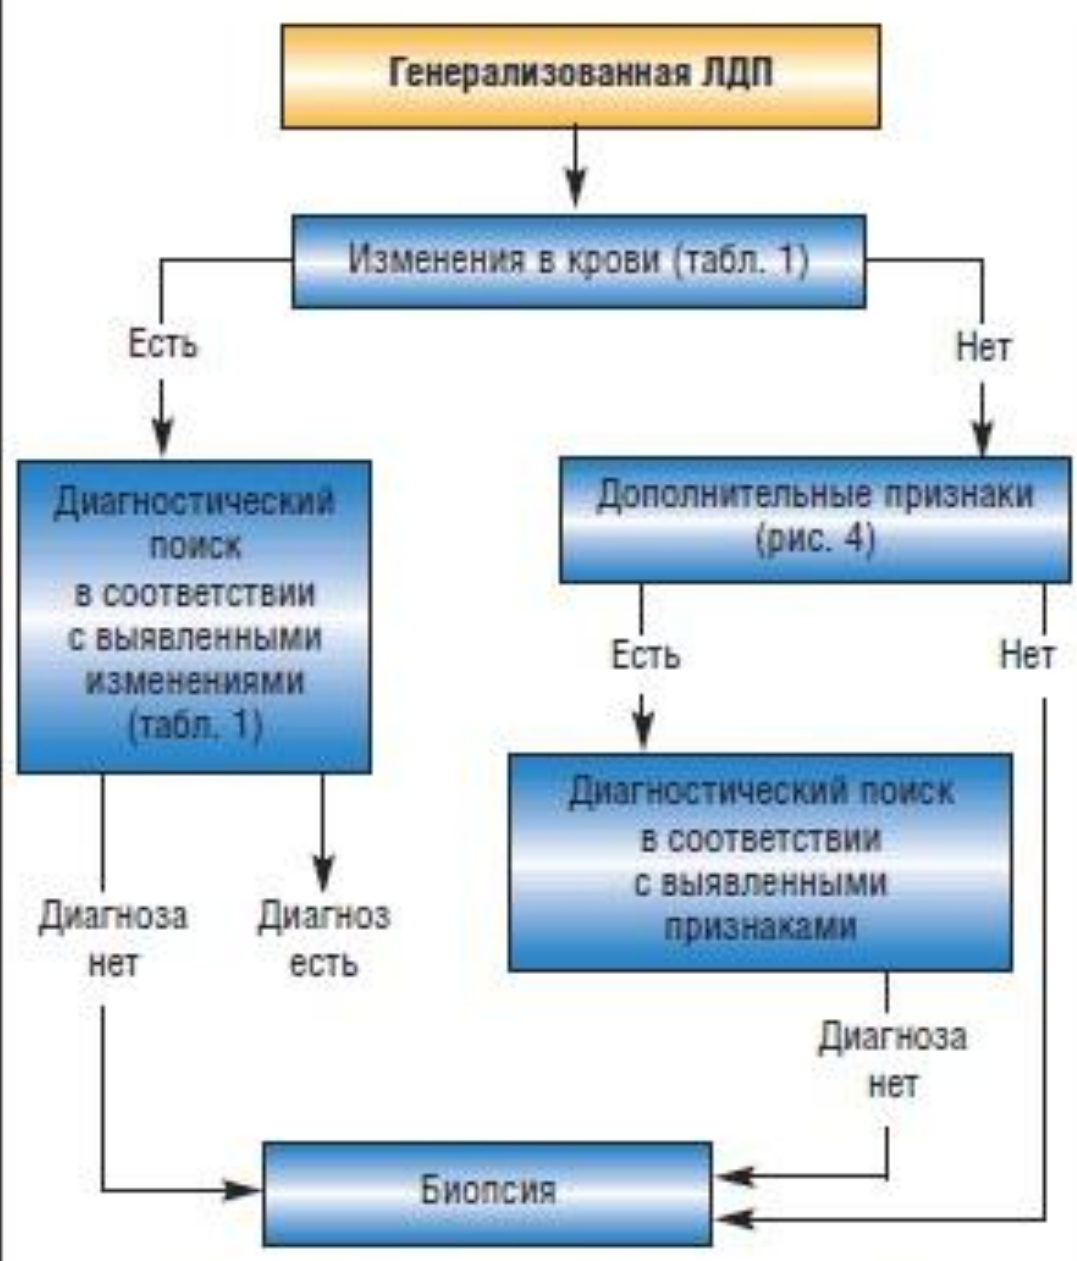 Генерализованная ЛДП
Изменения в крови (табл. 1)
Есть
Нет
Диагностический
поиск
в соответствии
с выявленными
изменениями
(табл. 1)
Дополнительные признаки
(рис. 4)
Есть
Нет
Диагностический поиск
в соответствии
с выявленными
признаками
Диагноза
нет
Диагноз
есть
Диагноза
нет
Биопсия